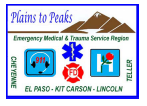 Plains to Peaks
Emergency Medical & Trauma Service Region
CHEYENNE
TELLER
EL PASO - KIT CARSON - LINCOLN